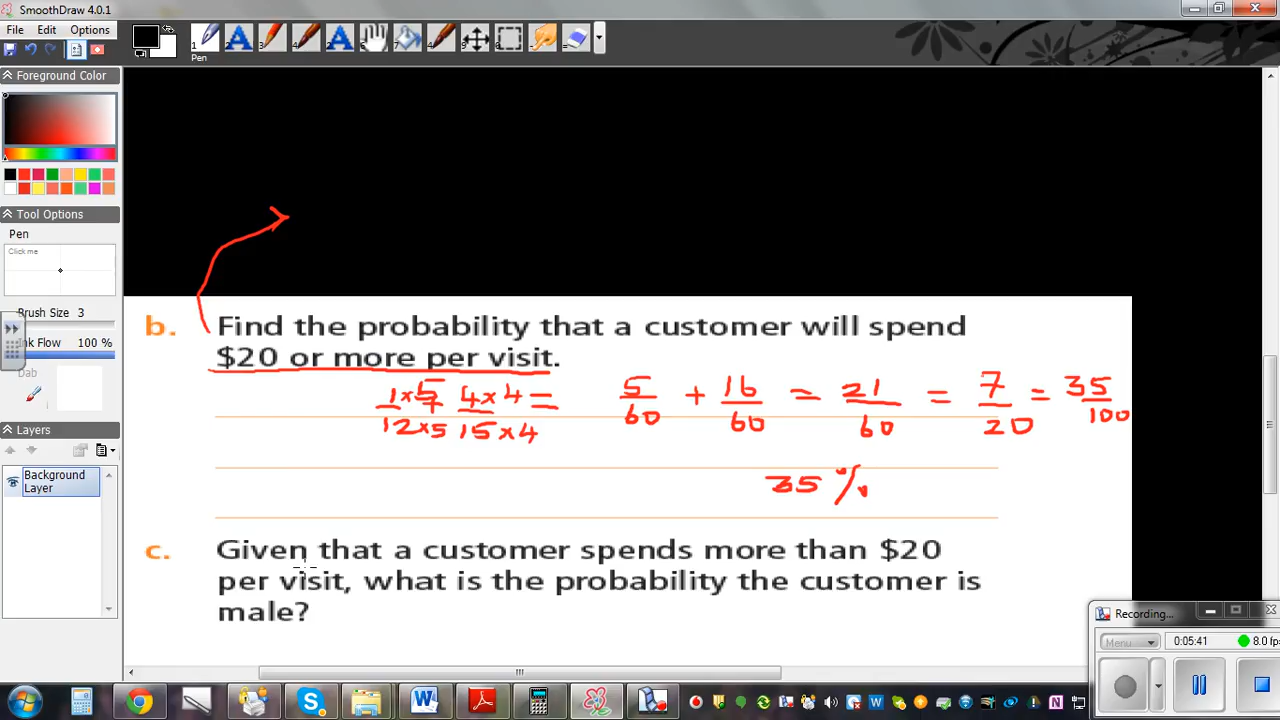 SmoothDraw 4.0.1
File Edit Options
Foreground Color
Tool Options
Pen
Click me
Brush Size 3
Ink Flow 100 %
Dab
Layers
Background Layer
Pen
b. Find the probability that a customer will spend
$20 or more per visit.
1×5 4×4 = 5 + 16 = 21 = 7 = 35
12×5 15×4 60 60 60 20 100
35 %
c. Given that a customer spends more than $20
per visit, what is the probability the customer is
male?
Recording...
Menu 0:05:41 8.0 fps